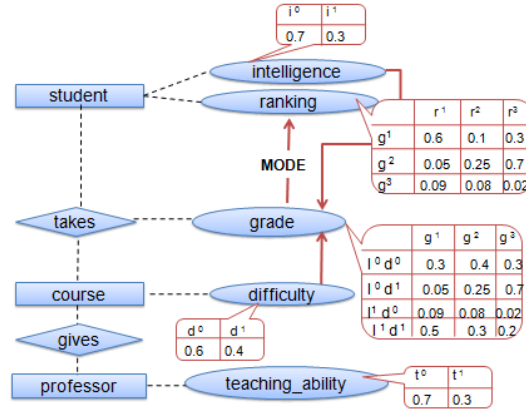 i⁰ i¹
0.7 0.3
intelligence
student
ranking
r¹ r² r³
g¹ 0.6 0.1 0.3
g² 0.05 0.25 0.7
g³ 0.09 0.08 0.02
MODE
takes
grade
g¹ g² g³
I⁰ d⁰ 0.3 0.4 0.3
I⁰ d¹ 0.05 0.25 0.7
I¹ d⁰ 0.09 0.08 0.02
I¹ d¹ 0.5 0.3 0.2
course
difficulty
d⁰ d¹
0.6 0.4
gives
professor
teaching_ability
t⁰ t¹
0.7 0.3